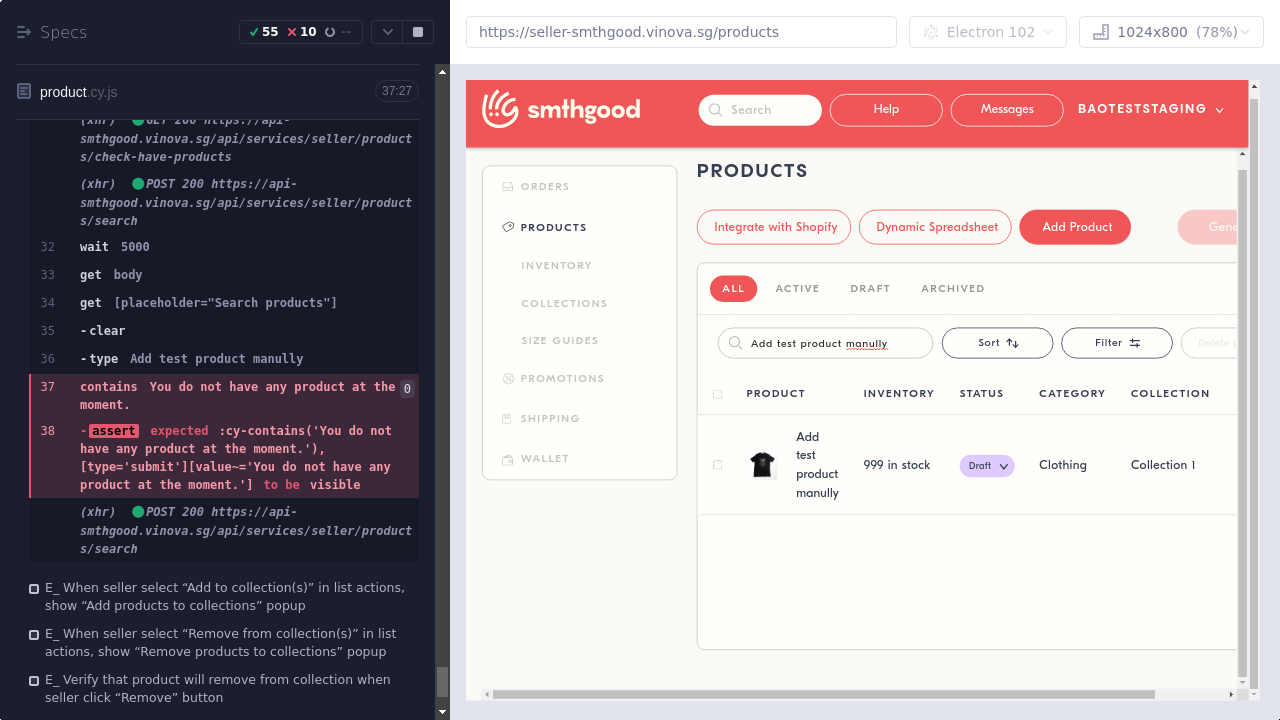 Specs
55 10 --
product.cy.js
37:27
(xhr) GET 200 https://api-
smthgood.vinova.sg/api/services/seller/product
s/check-have-products
(xhr) POST 200 https://api-
smthgood.vinova.sg/api/services/seller/product
s/search
32 wait 5000
33 get body
34 get [placeholder="Search products"]
35 -clear
36 -type Add test product manully
37 contains You do not have any product at the 0
moment.
38 -assert expected :cy-contains('You do not
have any product at the moment.'),
[type='submit'][value~='You do not have any
product at the moment.'] to be visible
(xhr) POST 200 https://api-
smthgood.vinova.sg/api/services/seller/product
s/search
E_ When seller select “Add to collection(s)” in list actions,
show “Add products to collections” popup
E_ When seller select “Remove from collection(s)” in list
actions, show “Remove products to collections” popup
E_ Verify that product will remove from collection when
seller click “Remove” button
https://seller-smthgood.vinova.sg/products
Electron 102
1024x800 (78%)
smthgood
Search
Help
Messages
BAOTESTSTAGING
ORDERS
PRODUCTS
INVENTORY
COLLECTIONS
SIZE GUIDES
PROMOTIONS
SHIPPING
WALLET
PRODUCTS
Integrate with Shopify
Dynamic Spreadsheet
Add Product
Gene
ALL ACTIVE DRAFT ARCHIVED
Add test product manully
Sort
Filter
Delete p
PRODUCT INVENTORY STATUS CATEGORY COLLECTION
Add
test
product
manully
999 in stock
Draft
Clothing
Collection 1